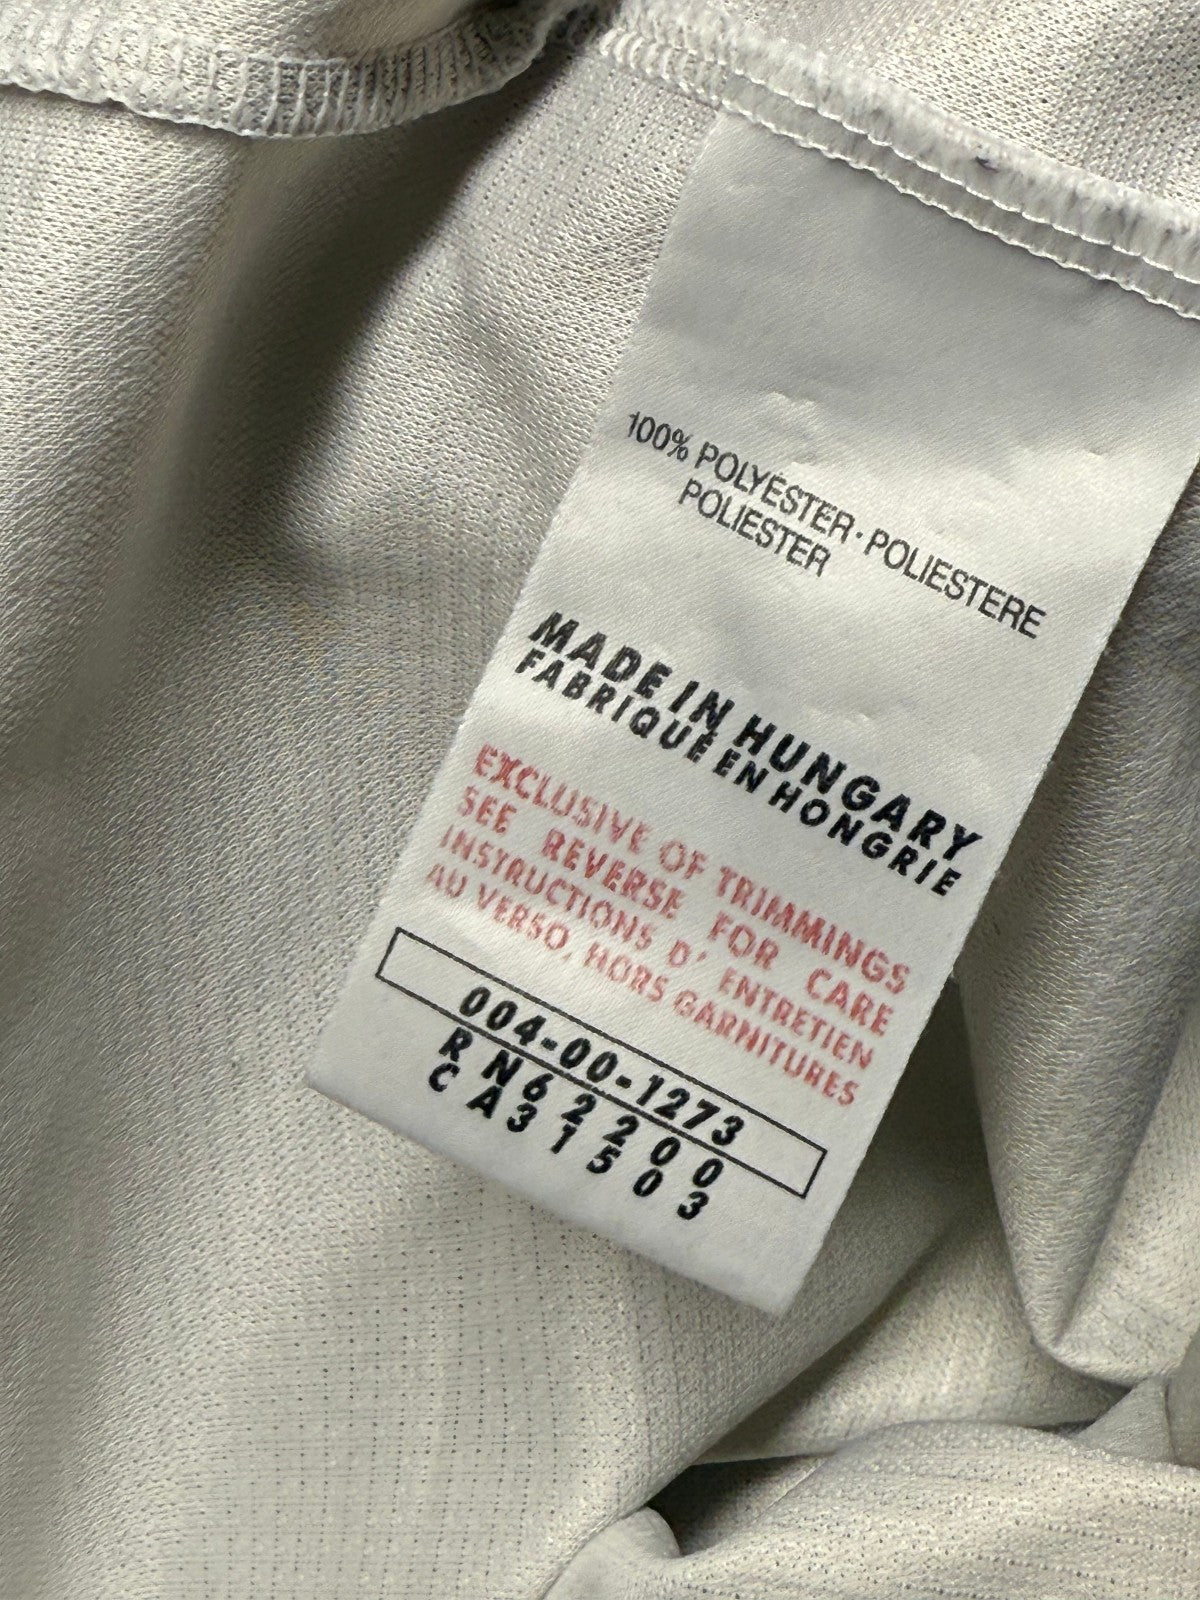 100% POLYESTER·POLIESTERE
POLIESTER
MADE IN HUNGARY
FABRIQUÉ EN HONGRIE
EXCLUSIVE OF TRIMMINGS
SEE REVERSE FOR CARE
INSTRUCTIONS D' ENTRETIEN
AU VERSO, HORS GARNITURES
004-00-1273
RN62200
CA31503